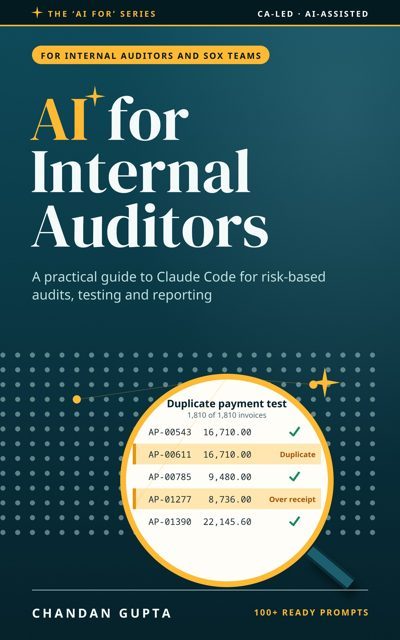 THE 'AI FOR' SERIES
CA-LED · AI-ASSISTED
FOR INTERNAL AUDITORS AND SOX TEAMS
AI for
Internal
Auditors
A practical guide to Claude Code for risk-based
audits, testing and reporting
Duplicate payment test
1,810 of 1,810 invoices
AP-00543 16,710.00 ✓
AP-00611 16,710.00 Duplicate
AP-00785 9,480.00 ✓
AP-01277 8,736.00 Over receipt
AP-01390 22,145.60 ✓
CHANDAN GUPTA
100+ READY PROMPTS